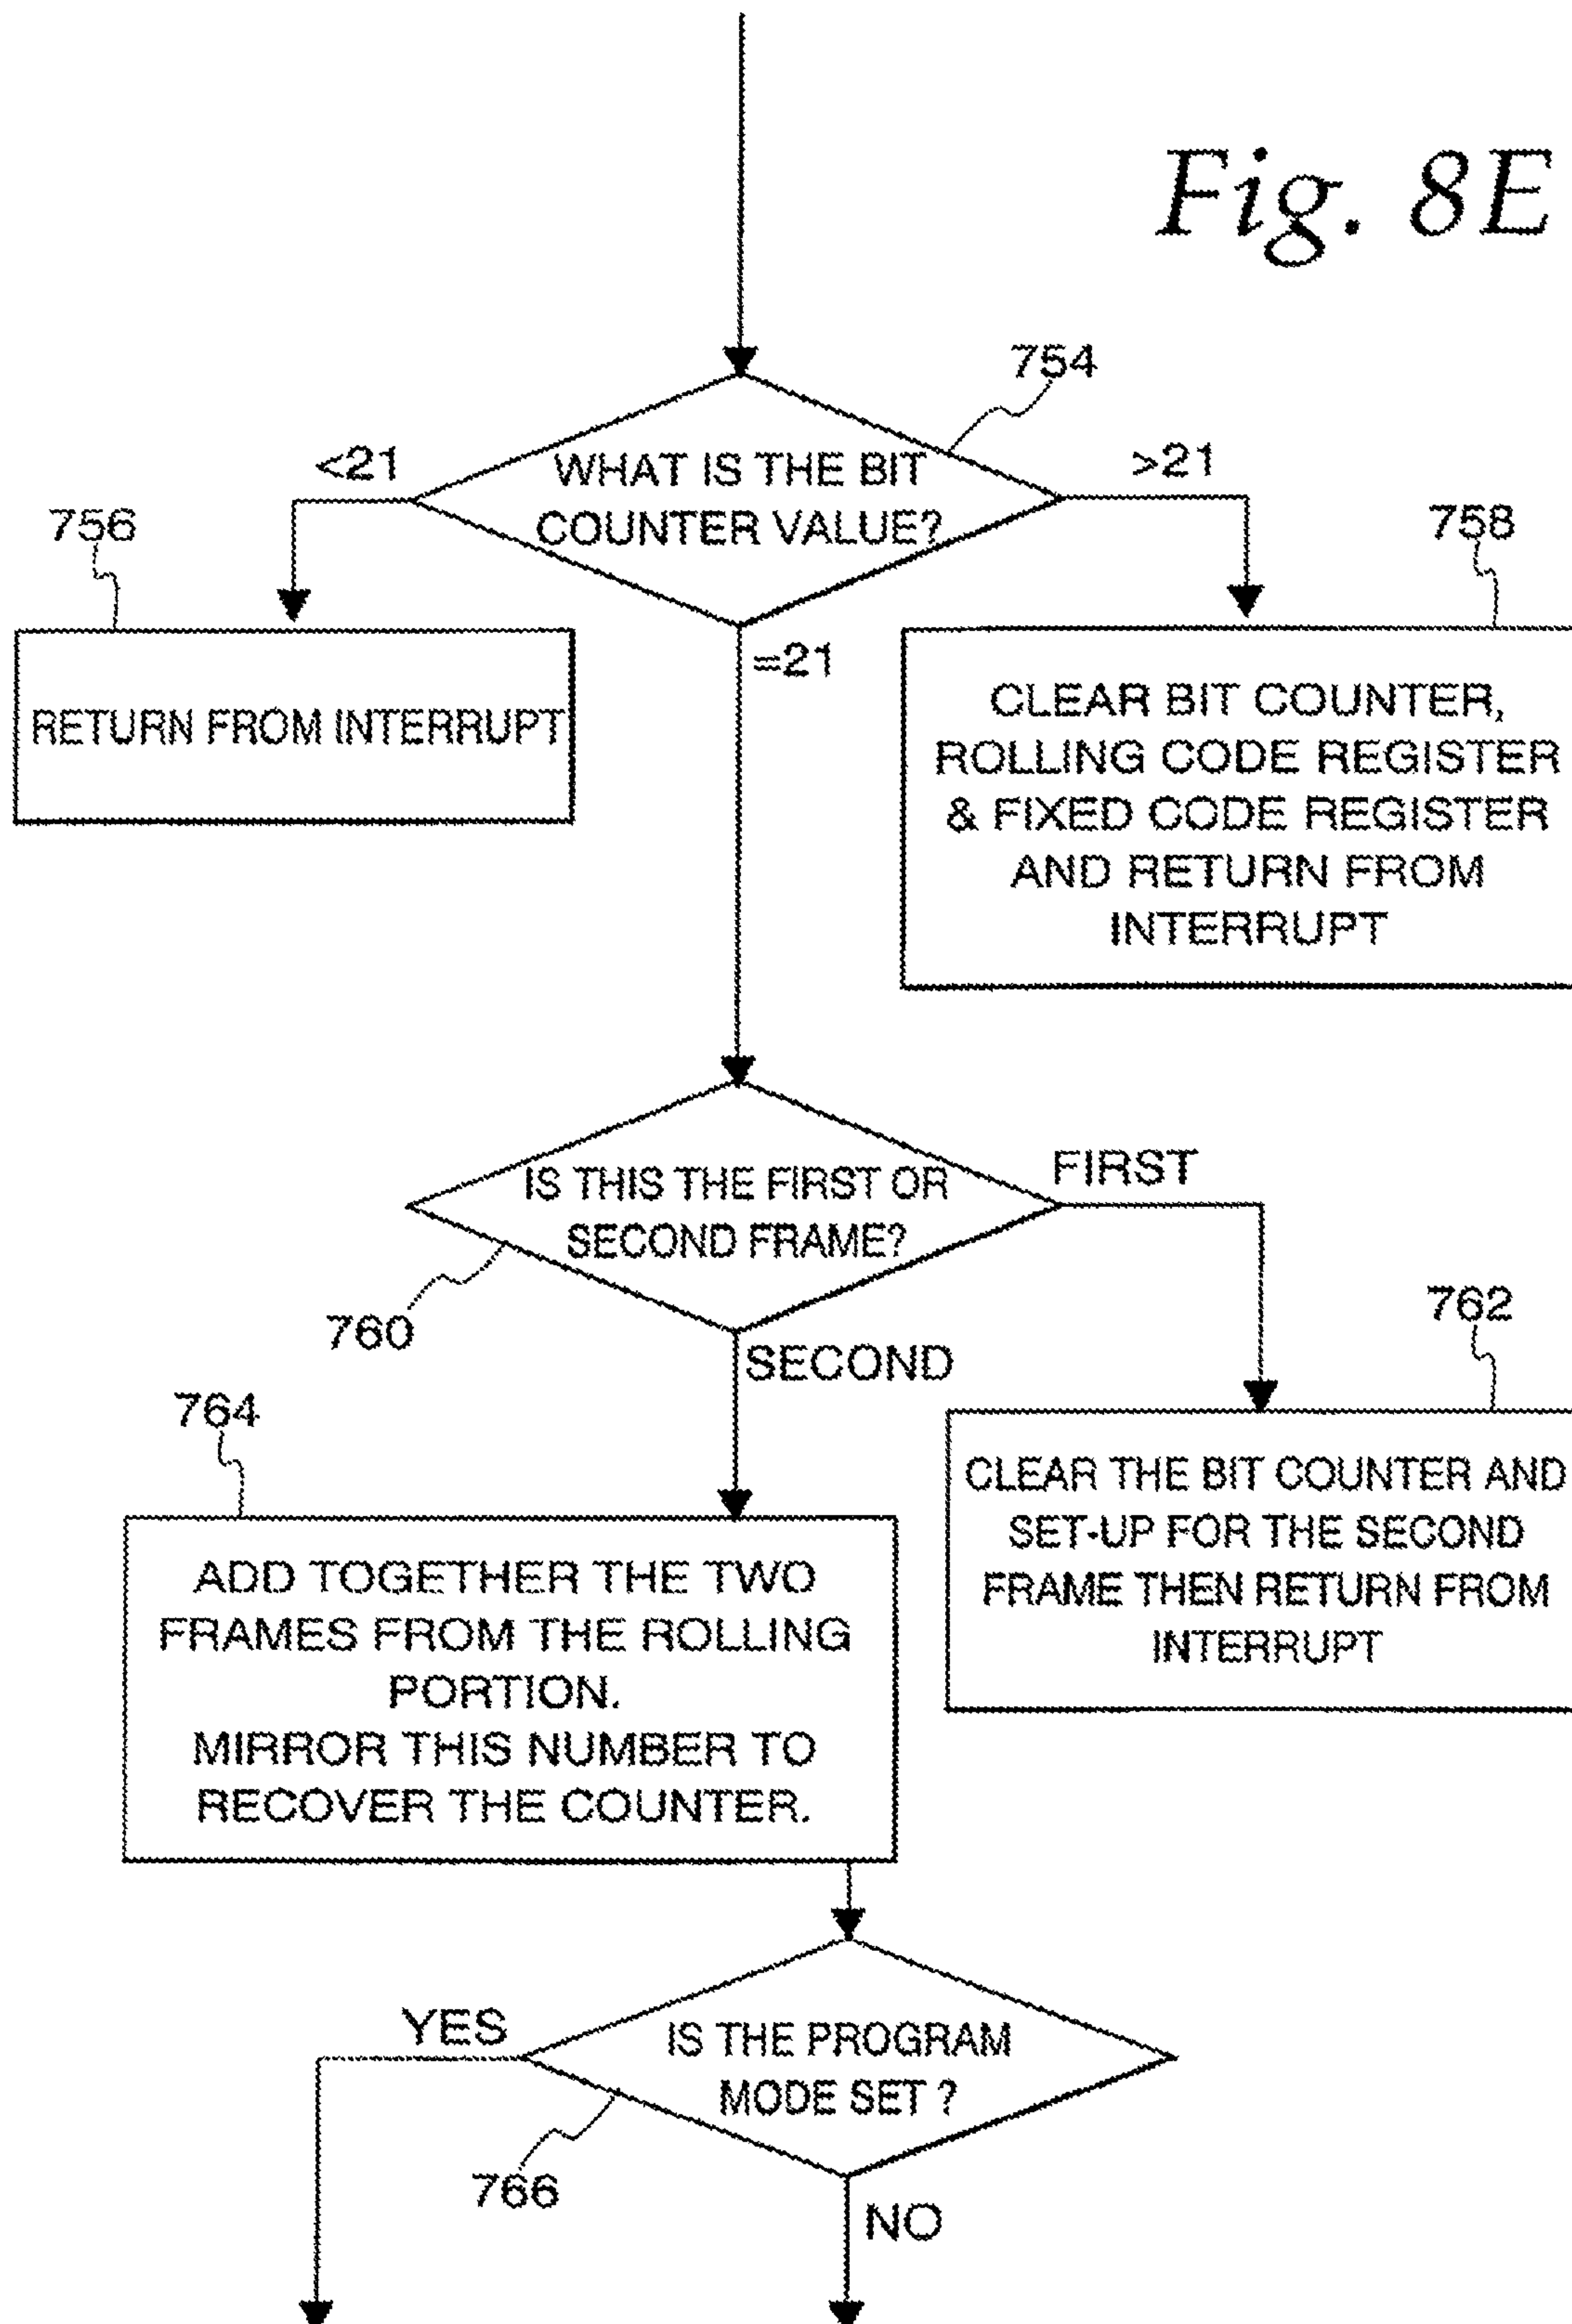 Fig. 8E
754
<21
WHAT IS THE BIT
COUNTER VALUE?
>21
756
758
RETURN FROM INTERRUPT
=21
CLEAR BIT COUNTER,
ROLLING CODE REGISTER
& FIXED CODE REGISTER
AND RETURN FROM
INTERRUPT
IS THIS THE FIRST OR
SECOND FRAME?
FIRST
760
762
SECOND
764
CLEAR THE BIT COUNTER AND
SET-UP FOR THE SECOND
FRAME THEN RETURN FROM
INTERRUPT
ADD TOGETHER THE TWO
FRAMES FROM THE ROLLING
PORTION.
MIRROR THIS NUMBER TO
RECOVER THE COUNTER.
YES
IS THE PROGRAM
MODE SET ?
766
NO